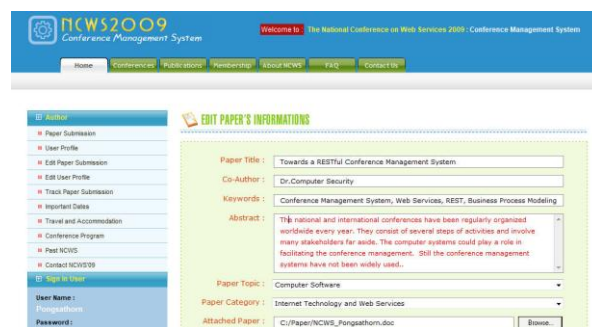 NCWS2009
Conference Management System
Welcome to The National Conference on Web Services 2009 : Conference Management System
Home Conferences Publications Membership About NCWS FAQ Contact Us
Author
Paper Submission
User Profile
Edit Paper Submission
Edit User Profile
Track Paper Submission
Important Dates
Travel and Accommodation
Conference Program
Past NCWS
Contact NCWS'09
Sign in User
User Name :
Pongsathorn
Password :
EDIT PAPER'S INFORMATIONS
Paper Title : Towards a RESTful Conference Management System
Co-Author : Dr.Computer Security
Keywords : Conference Management System, Web Services, REST, Business Process Modeling
Abstract : This national and international conferences have been regularly organized
worldwide every year. They consist of several steps of activities and involve
many stakeholders far aside. The computer systems could play a role in
facilitating the conference management. Still the conference management
systems have not been widely used..
Paper Topic : Computer Software
Paper Category : Internet Technology and Web Services
Attached Paper : C:/Paper/NCWS_Pongsathorn.doc Browse...